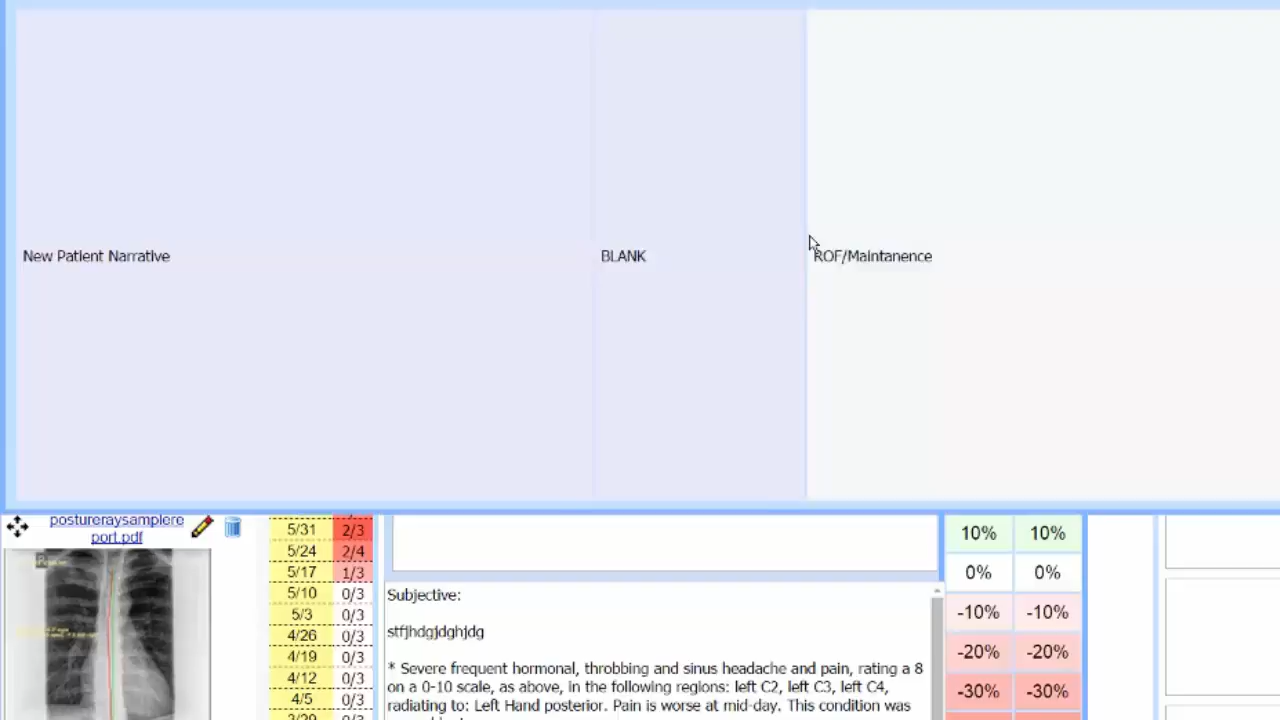 New Patient Narrative
BLANK
ROF/Maintanence
postureraysamplere
port.pdf
5/31 2/3
5/24 2/4
5/17 1/3
5/10 0/3
5/3 0/3
4/26 0/3
4/19 0/3
4/12 0/3
4/5 0/3
3/29 0/3
Subjective:
stfjhdgjdghjdg
* Severe frequent hormonal, throbbing and sinus headache and pain, rating a 8
on a 0-10 scale, as above, in the following regions: left C2, left C3, left C4,
radiating to: Left Hand posterior. Pain is worse at mid-day. This condition was
10% 10%
0% 0%
-10% -10%
-20% -20%
-30% -30%